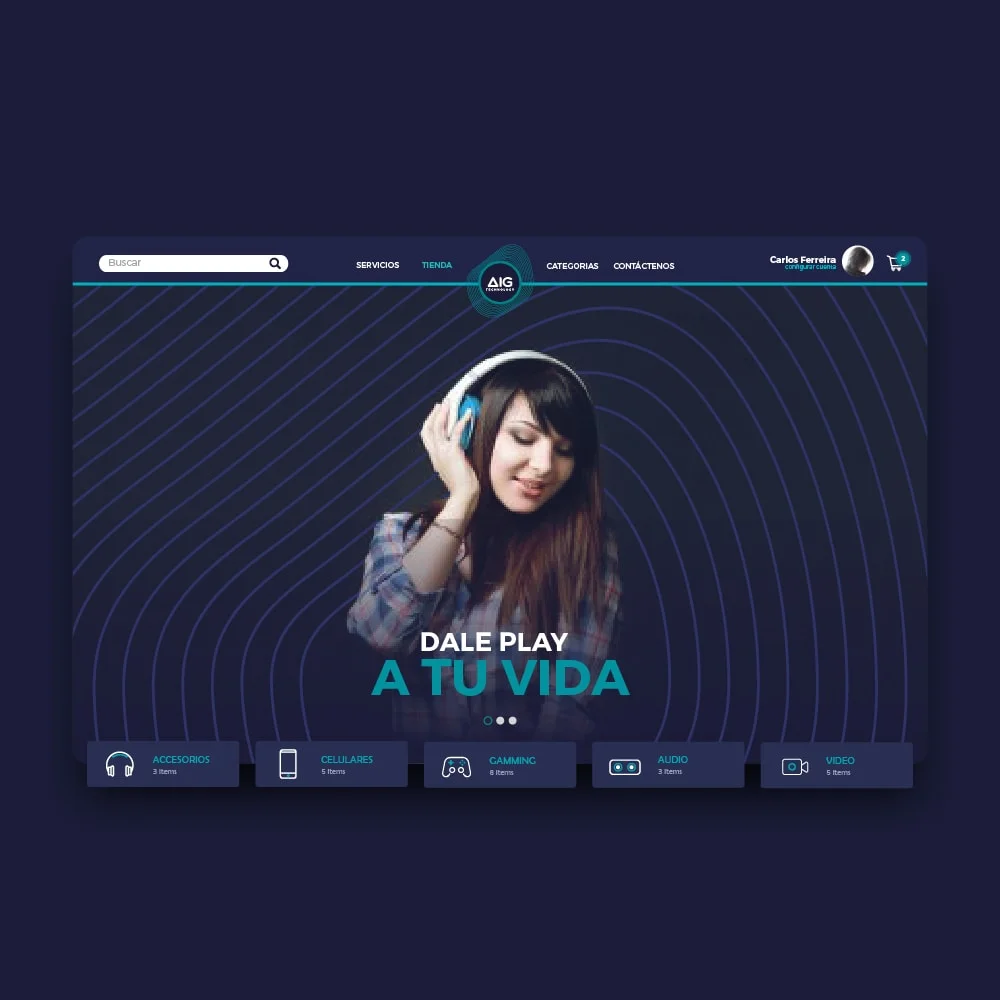 Buscar
SERVICIOS
TIENDA
AIG
TECHNOLOGY
CATEGORIAS
CONTÁCTENOS
Carlos Ferreira
configurar cuenta
2
DALE PLAY
A TU VIDA
ACCESORIOS
3 Items
CELULARES
5 Items
GAMMING
8 Items
AUDIO
3 Items
VIDEO
5 Items